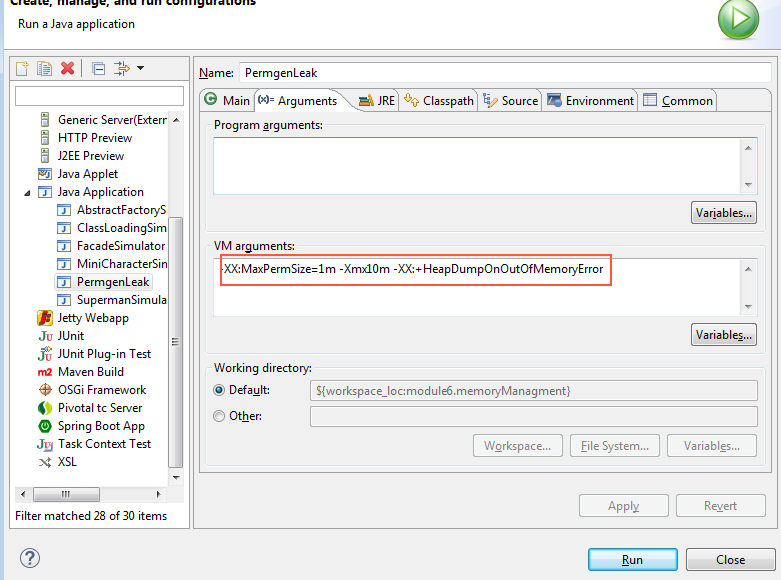 Create, manage, and run configurations
Run a Java application
Name: PermgenLeak
Main (x)= Arguments JRE Classpath Source Environment Common
Generic Server(Extern
HTTP Preview
J2EE Preview
Java Applet
Java Application
AbstractFactoryS
ClassLoadingSim
FacadeSimulator
MiniCharacterSin
PermgenLeak
SupermanSimula
Jetty Webapp
JUnit
JUnit Plug-in Test
Maven Build
OSGi Framework
Pivotal tc Server
Spring Boot App
Task Context Test
XSL
Filter matched 28 of 30 items
Program arguments:
Variables...
VM arguments:
-XX:MaxPermSize=1m -Xmx10m -XX:+HeapDumpOnOutOfMemoryError
Variables...
Working directory:
Default: ${workspace_loc:module6.memoryManagment}
Other:
Workspace... File System... Variables...
Apply Revert
Run Close